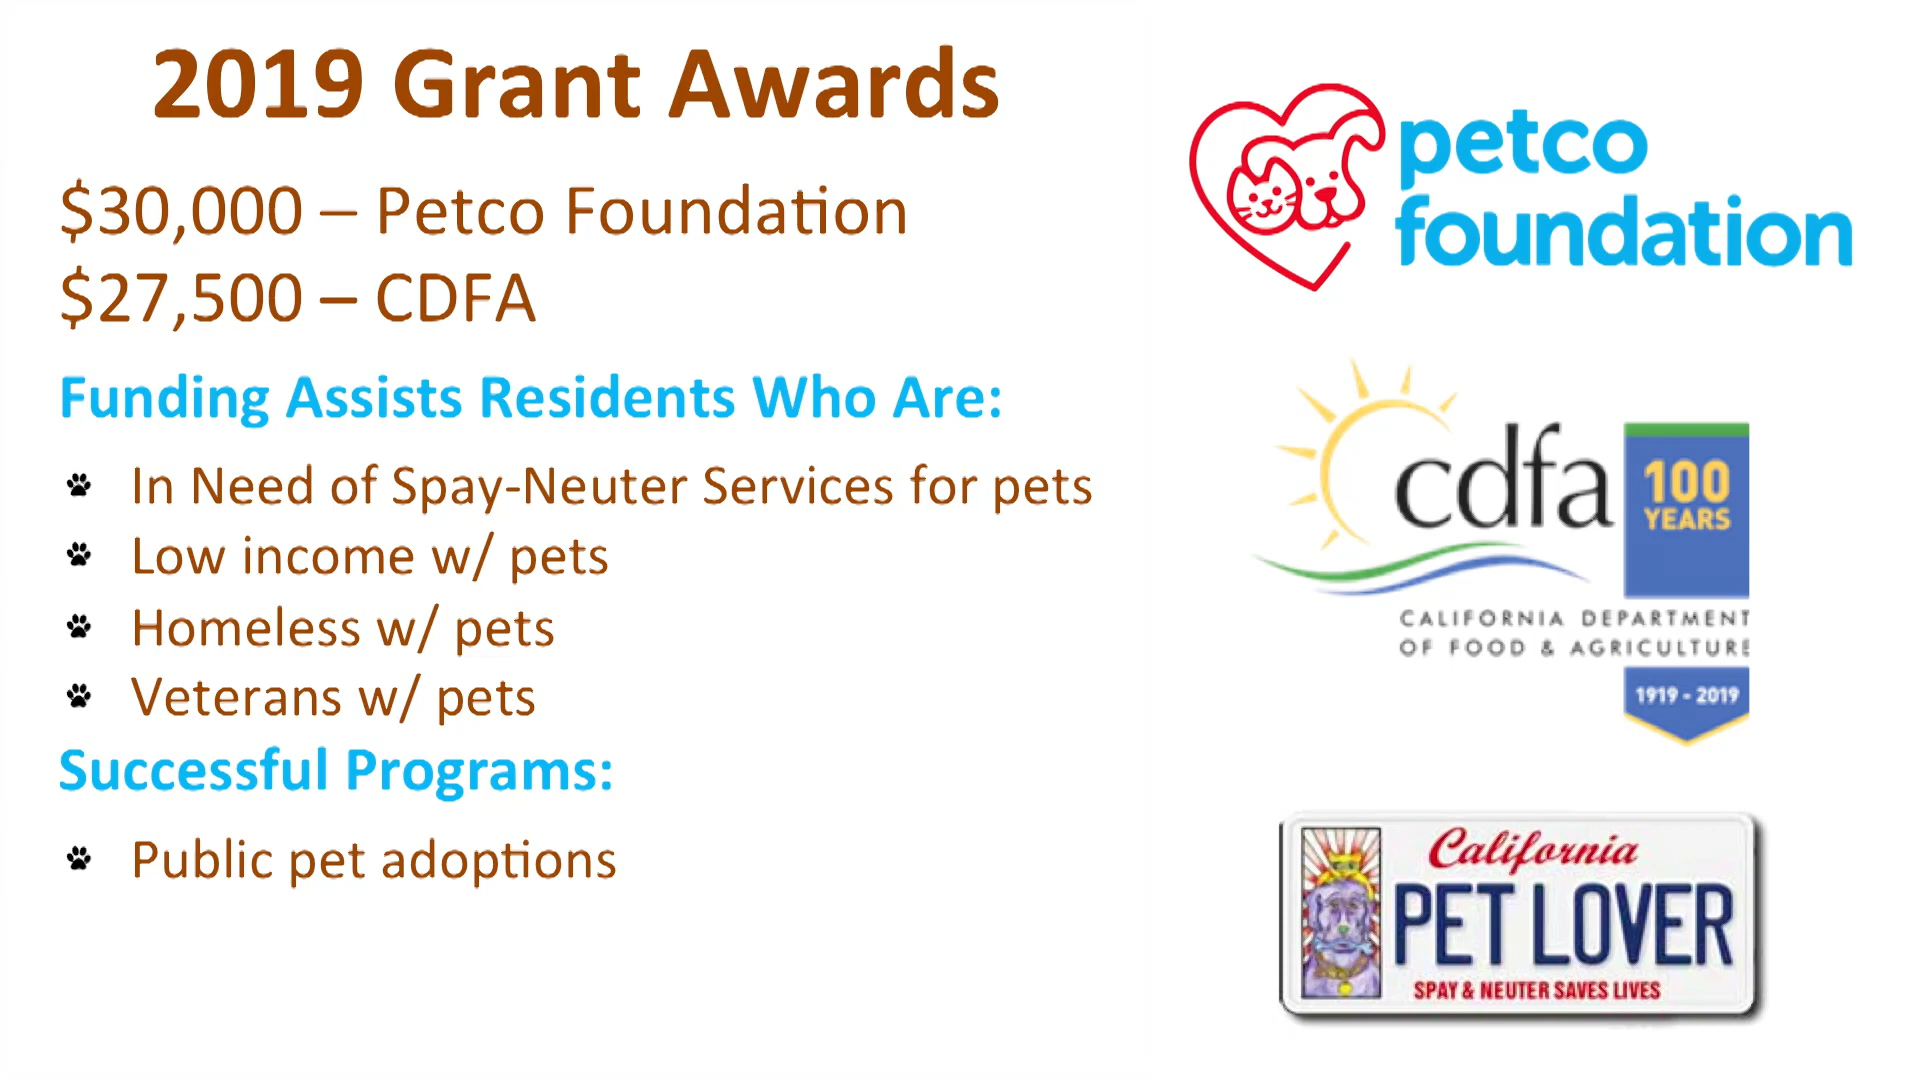 2019 Grant Awards
$30,000 – Petco Foundation
$27,500 – CDFA
Funding Assists Residents Who Are:
In Need of Spay-Neuter Services for pets
Low income w/ pets
Homeless w/ pets
Veterans w/ pets
Successful Programs:
Public pet adoptions
petco
foundation
cdfa
100
YEARS
CALIFORNIA DEPARTMENT
OF FOOD & AGRICULTURE
1919 - 2019
California
PET LOVER
SPAY & NEUTER SAVES LIVES